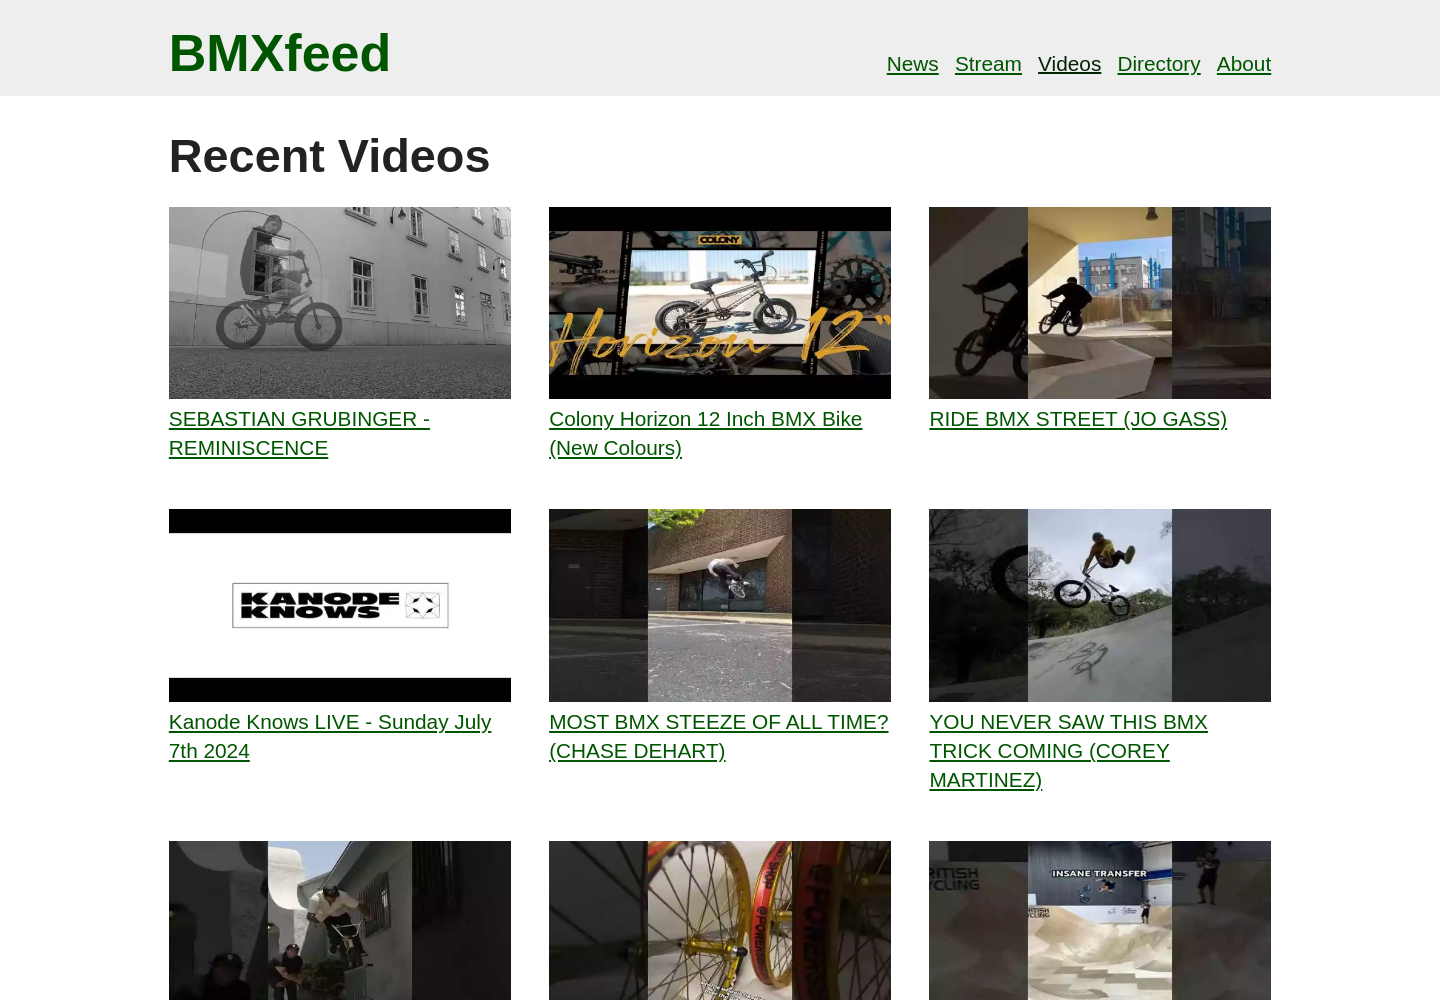 BMXfeed
News Stream Videos Directory About
Recent Videos
COLONY
Horizon 12"
SEBASTIAN GRUBINGER -
REMINISCENCE
Colony Horizon 12 Inch BMX Bike
(New Colours)
RIDE BMX STREET (JO GASS)
KANODE
KNOWS
Kanode Knows LIVE - Sunday July
7th 2024
MOST BMX STEEZE OF ALL TIME?
(CHASE DEHART)
YOU NEVER SAW THIS BMX
TRICK COMING (COREY
MARTINEZ)
INSANE TRANSFER